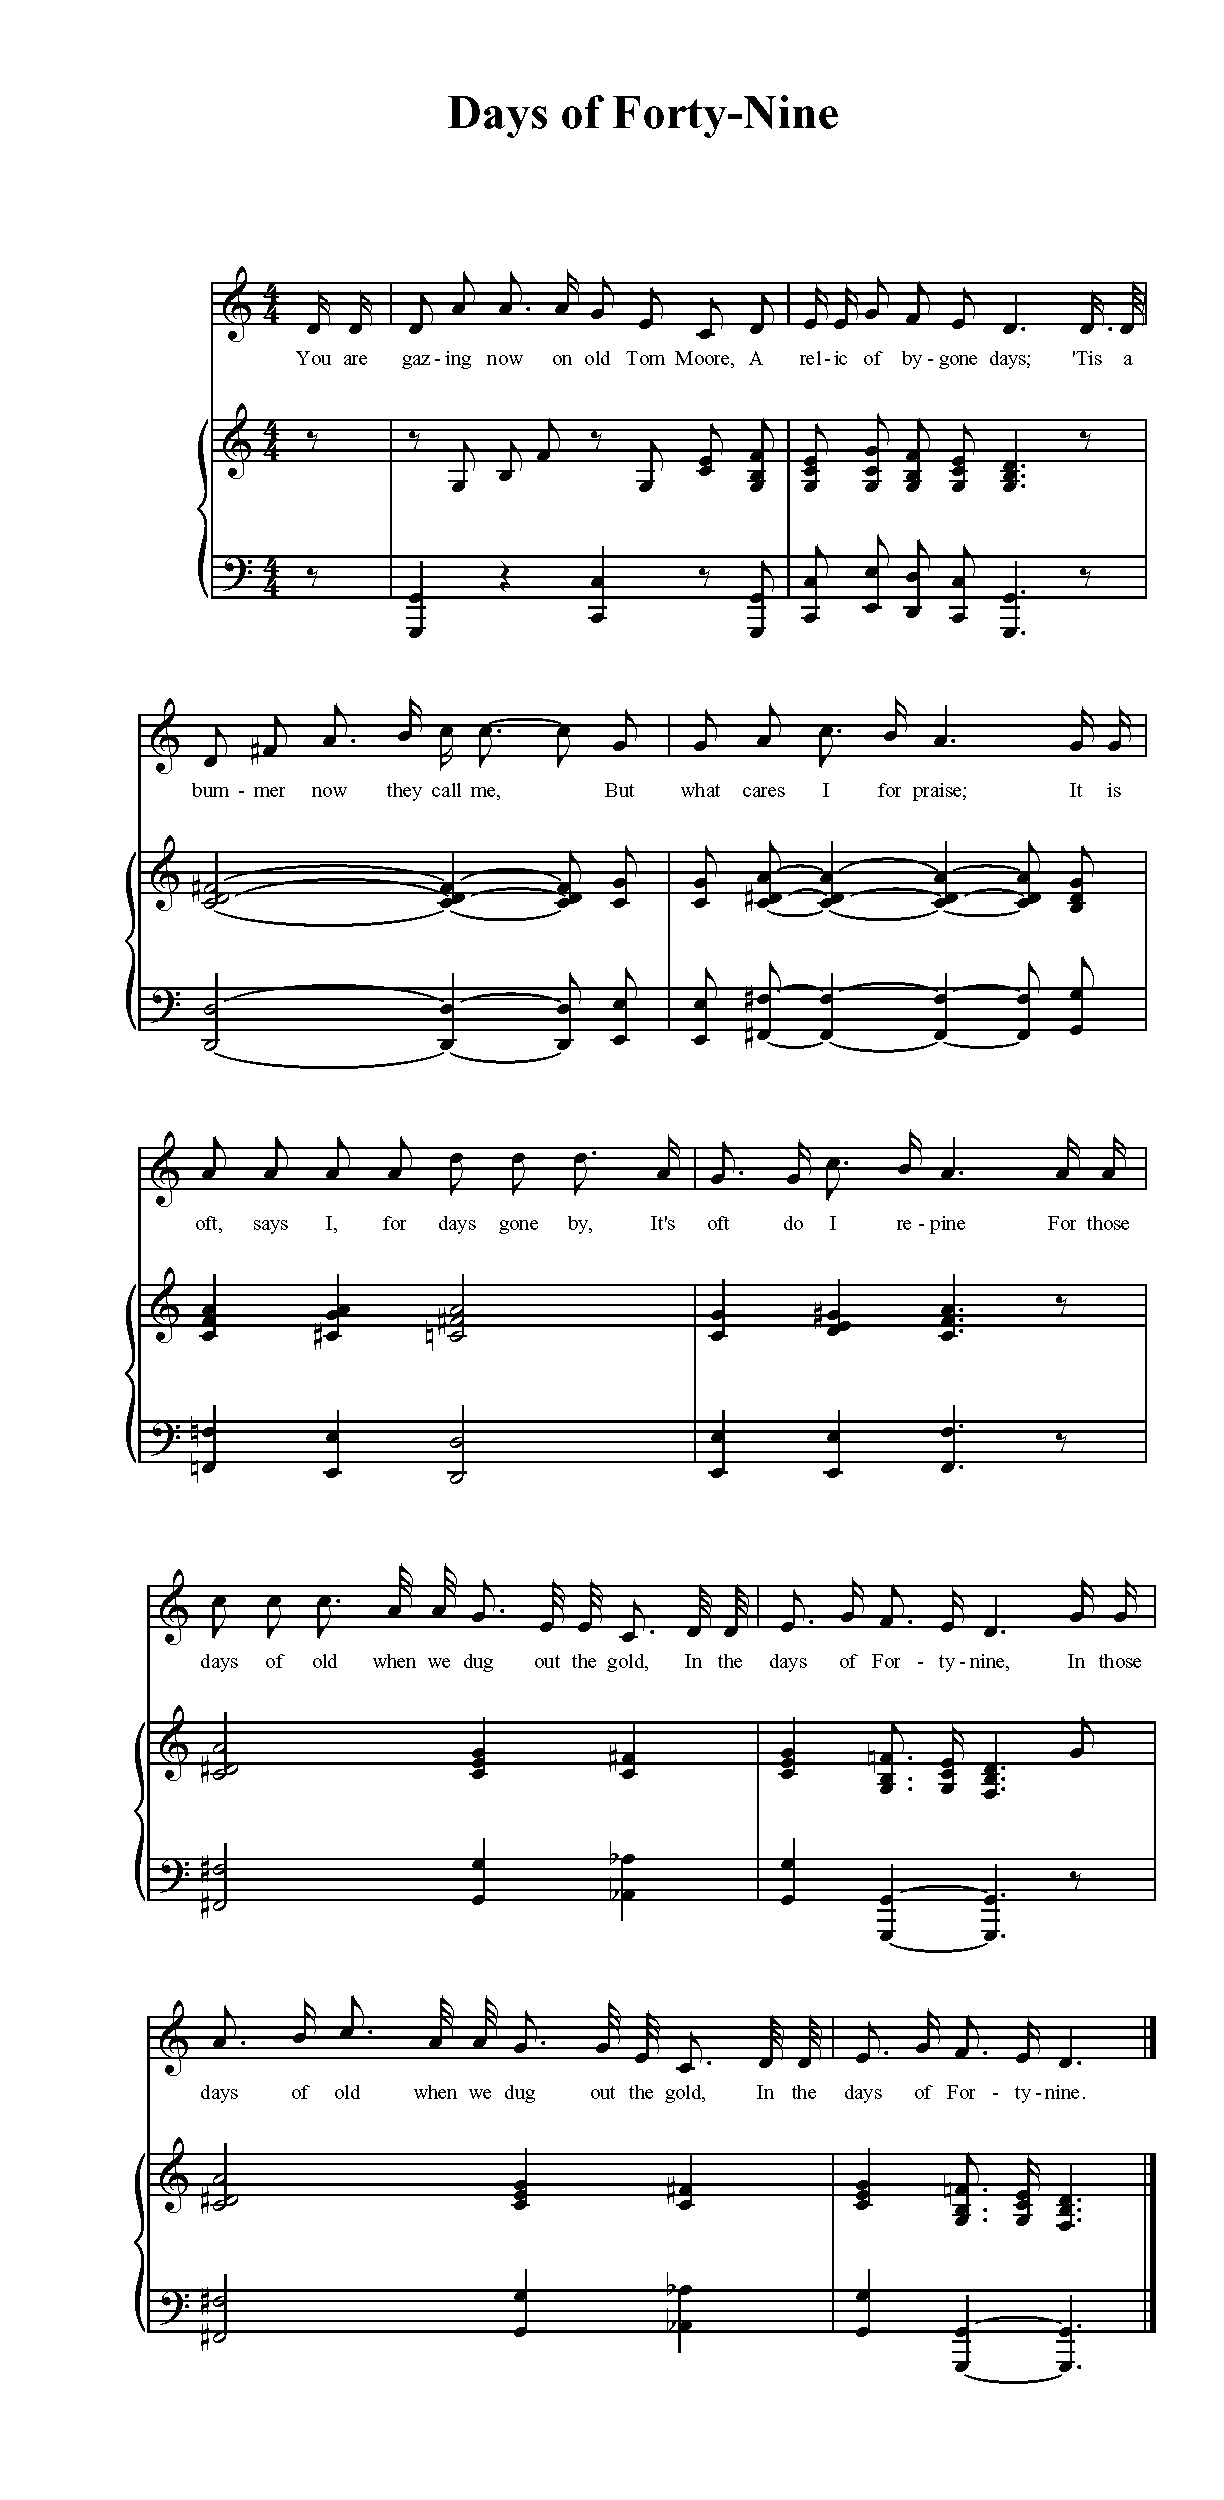 Days of Forty-Nine
4 4
You are gaz - ing now on old Tom Moore, A rel - ic of by - gone days; 'Tis a
4 4
4 4
bum - mer now they call me, But what cares I for praise; It is
oft, says I, for days gone by, It's oft do I re - pine For those
days of old when we dug out the gold, In the days of For - ty - nine, In those
days of old when we dug out the gold, In the days of For - ty - nine.